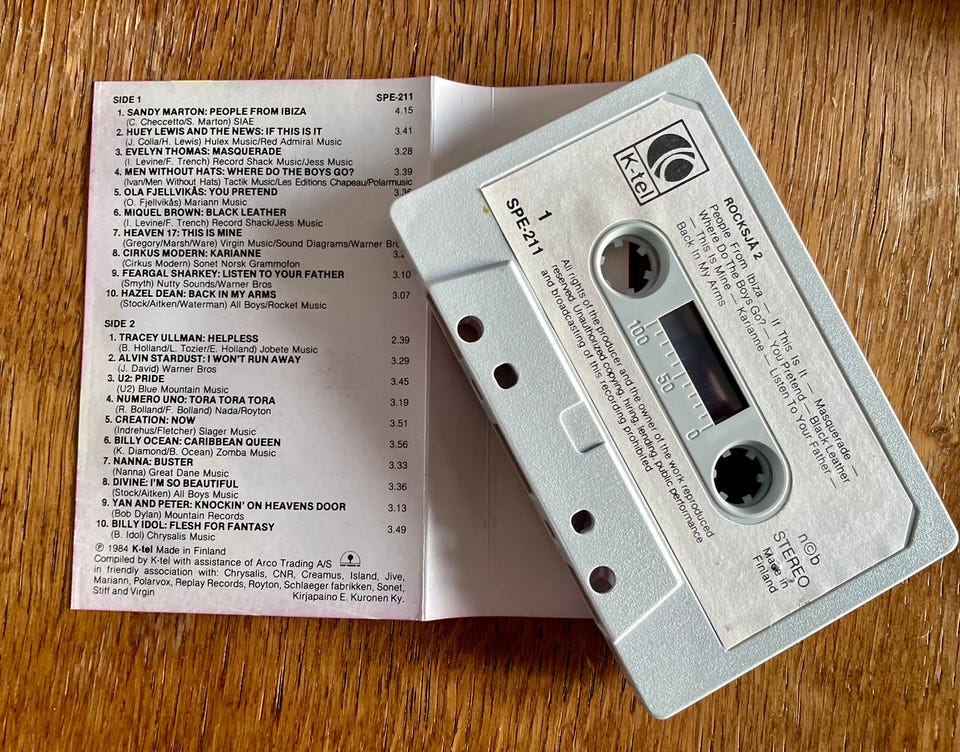 SIDE 1 SPE-211
1. SANDY MARTON: PEOPLE FROM IBIZA 4.15
(C. Checcetto/S. Marton) SIAE
2. HUEY LEWIS AND THE NEWS: IF THIS IS IT 3.41
(J. Colla/H. Lewis) Hulex Music/Red Admiral Music
3. EVELYN THOMAS: MASQUERADE 3.28
(I. Levine/F. Trench) Record Shack Music/Jess Music
4. MEN WITHOUT HATS: WHERE DO THE BOYS GO? 3.39
(Ivan/Men Without Hats) Tactik Music/Les Editions Chapeau/Polarmusic
5. OLA FJELLVIKÅS: YOU PRETEND
(O. Fjellvikås) Mariann Music
6. MIQUEL BROWN: BLACK LEATHER
(I. Levine/F. Trench) Record Shack/Jess Music
7. HEAVEN 17: THIS IS MINE
(Gregory/Marsh/Ware) Virgin Music/Sound Diagrams/Warner
8. CIRKUS MODERN: KARIANNE
(Cirkus Modern) Sonet Norsk Grammofon
9. FEARGAL SHARKEY: LISTEN TO YOUR FATHER 3.10
(Smyth) Nutty Sounds/Warner Bros
10. HAZEL DEAN: BACK IN MY ARMS 3.07
(Stock/Aitken/Waterman) All Boys/Rocket Music
SIDE 2
1. TRACEY ULLMAN: HELPLESS 2.39
(B. Holland/L. Tozier/E. Holland) Jobete Music
2. ALVIN STARDUST: I WON'T RUN AWAY 3.29
(J. David) Warner Bros
3. U2: PRIDE 3.45
(U2) Blue Mountain Music
4. NUMERO UNO: TORA TORA TORA 3.19
(R. Bolland/F. Bolland) Nada/Royton
5. CREATION: NOW 3.51
(Indrehus/Fletcher) Slager Music
6. BILLY OCEAN: CARIBBEAN QUEEN 3.56
(K. Diamond/B. Ocean) Zomba Music
7. NANNA: BUSTER 3.33
(Nanna) Great Dane Music
8. DIVINE: I'M SO BEAUTIFUL 3.36
(Stock/Aitken) All Boys Music
9. YAN AND PETER: KNOCKIN' ON HEAVENS DOOR 3.13
(Bob Dylan) Mountain Records
10. BILLY IDOL: FLESH FOR FANTASY 3.49
(B. Idol) Chrysalis Music
℗ 1984 K-tel Made in Finland
Compiled by K-tel with assistance of Arco Trading A/S
in friendly association with: Chrysalis, CNR, Creamus, Island, Jive,
Mariann, Polarvox, Replay Records, Royton, Schlaeger fabrikken, Sonet,
Stiff and Virgin Kirjapaino E. Kuronen Ky.
K-tel
ROCKSJÅ 2
People From Ibiza — If This Is It — Masquerade
Where Do The Boys Go? — You Pretend — Black Leather
— This Is Mine — Karianne — Listen To Your Father —
Back In My Arms
1
SPE-211
100 50 0
All rights of the producer and the owner of the work reproduced
reserved. Unauthorized copying, hiring, lending, public performance
and broadcasting of this recording prohibited
n©b
STEREO
Made in
Finland